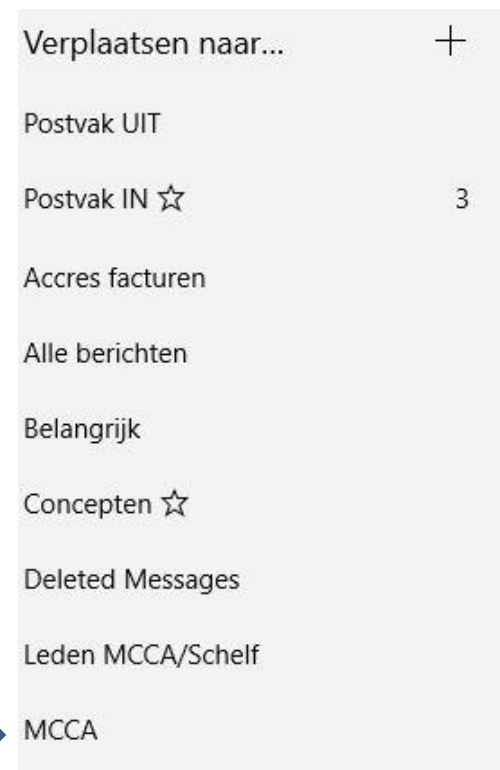 Verplaatsen naar...
Postvak UIT
Postvak IN 3
Accres facturen
Alle berichten
Belangrijk
Concepten
Deleted Messages
Leden MCCA/Schelf
MCCA